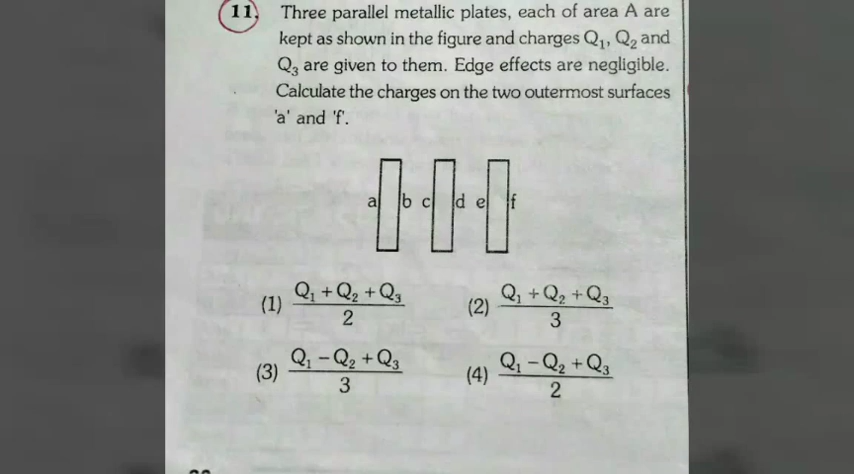 11. Three parallel metallic plates, each of area A are
kept as shown in the figure and charges Q₁, Q₂ and
Q₃ are given to them. Edge effects are negligible.
Calculate the charges on the two outermost surfaces
'a' and 'f'.
a b c d e f
(1) (Q₁ + Q₂ + Q₃)/2 (2) (Q₁ + Q₂ + Q₃)/3
(3) (Q₁ – Q₂ + Q₃)/3 (4) (Q₁ – Q₂ + Q₃)/2